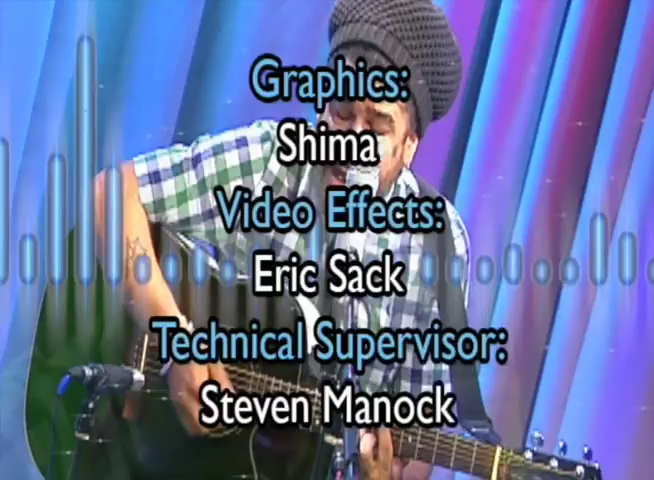 Graphics:
Shima
Video Effects:
Eric Sack
Technical Supervisor:
Steven Manock